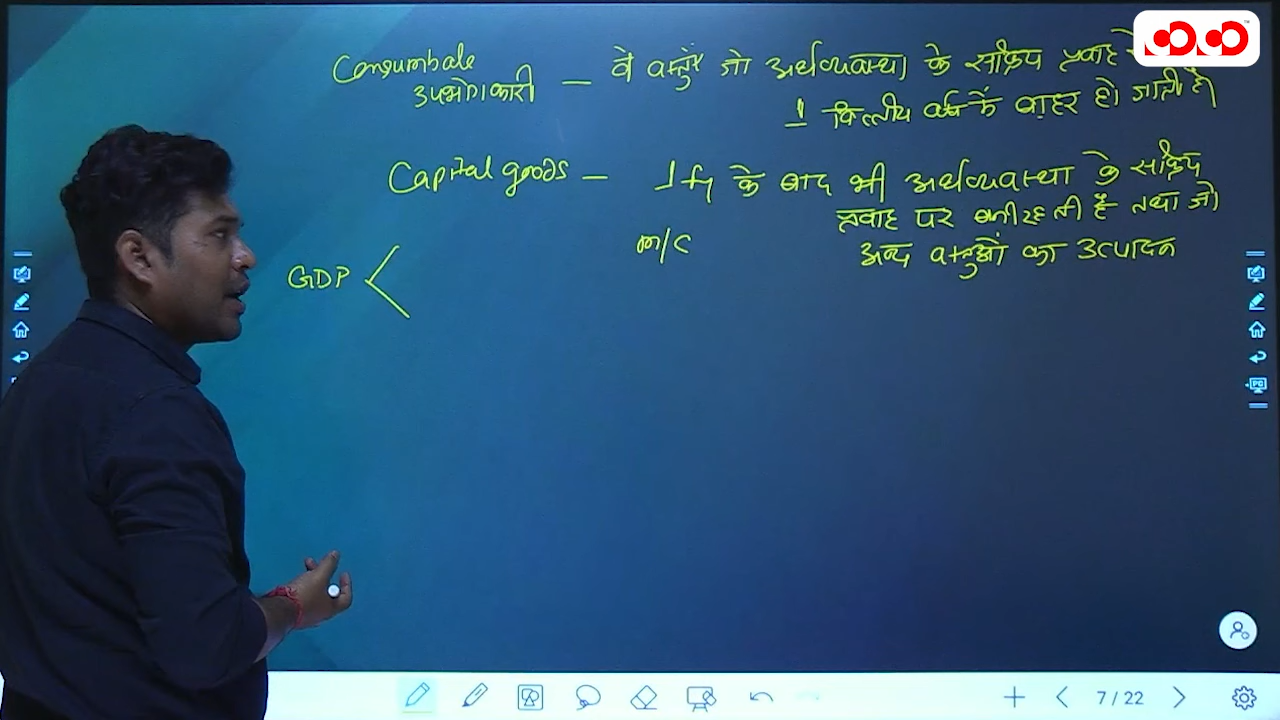 Consumbale
उपभोगकारी – वे वस्तुएं जो अर्थव्यवस्था के सक्रिय प्रवाह से
1 वित्तीय वर्ष में बाहर हो जाती है।
Capital goods – 1 fy के बाद भी अर्थव्यवस्था के सक्रिय
प्रवाह पर बनी रहती है तथा जो
m/c अन्य वस्तुओं का उत्पादन
GDP
7 / 22